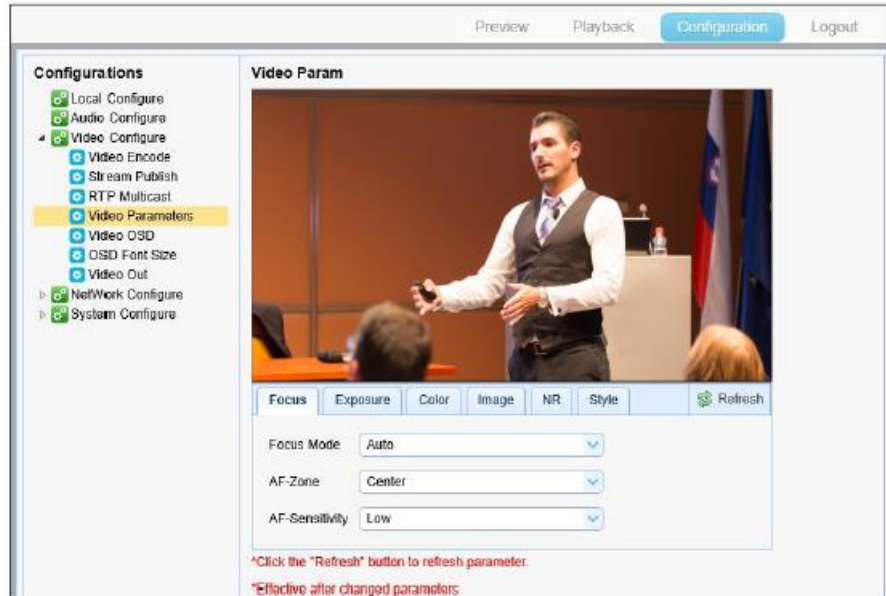 Preview Playback Configuration Logout
Configurations
Local Configure
Audio Configure
Video Configure
Video Encode
Stream Publish
RTP Multicast
Video Parameters
Video OSD
OSD Font Size
Video Out
NetWork Configure
System Configure
Video Param
Focus Exposure Color Image NR Style Refresh
Focus Mode Auto
AF-Zone Center
AF-Sensitivity Low
*Click the "Refresh" button to refresh parameter.
*Effective after changed parameters